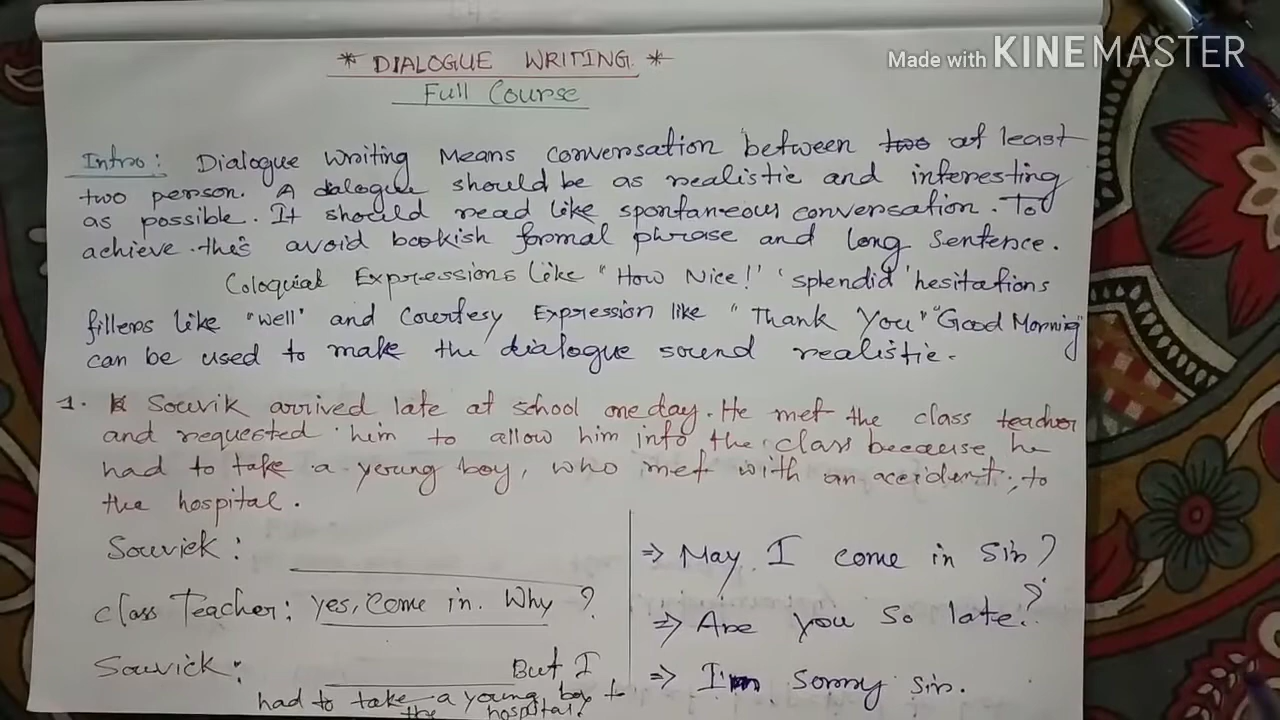 Made with KINEMASTER
* DIALOGUE WRITING. *
Full Course
Intro: Dialogue Writing Means conversation between two at least
two person. A dialogue should be as realistic and interesting
as possible. It should read like spontaneous conversation. To
achieve this avoid bookish formal phrase and long sentence.
Coloquial Expressions like "How Nice!' 'splendid' hesitations
fillers like "well" and Courtesy Expression like "Thank You" "Good Morning"
can be used to make the dialogue sound realistic.
1. Souvik arrived late at school one day. He met the class teacher
and requested him to allow him into the class because he
had to take a young boy, who met with an accident, to
the hospital.
Souvick :
=> May I come in Sir?
Class Teacher: Yes, Come in. Why ?
=> Are you so late?
Souvick: But I
=> I'm sorry sir.
had to take a young boy to
the hospital.